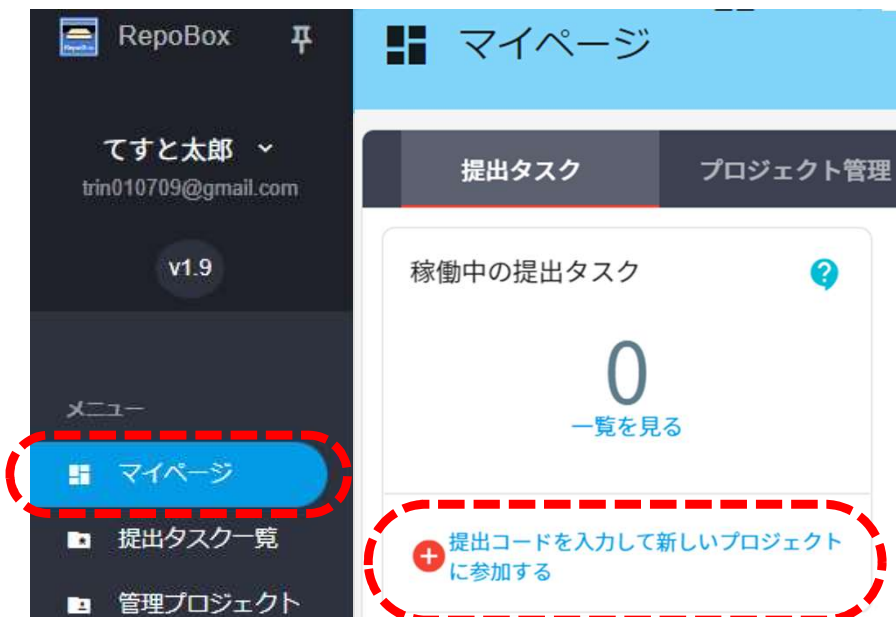 RepoBox
マイページ
てすと太郎
trin010709@gmail.com
v1.9
メニュー
マイページ
提出タスク一覧
管理プロジェクト
提出タスク
プロジェクト管理
稼働中の提出タスク
0
一覧を見る
提出コードを入力して新しいプロジェクト
に参加する